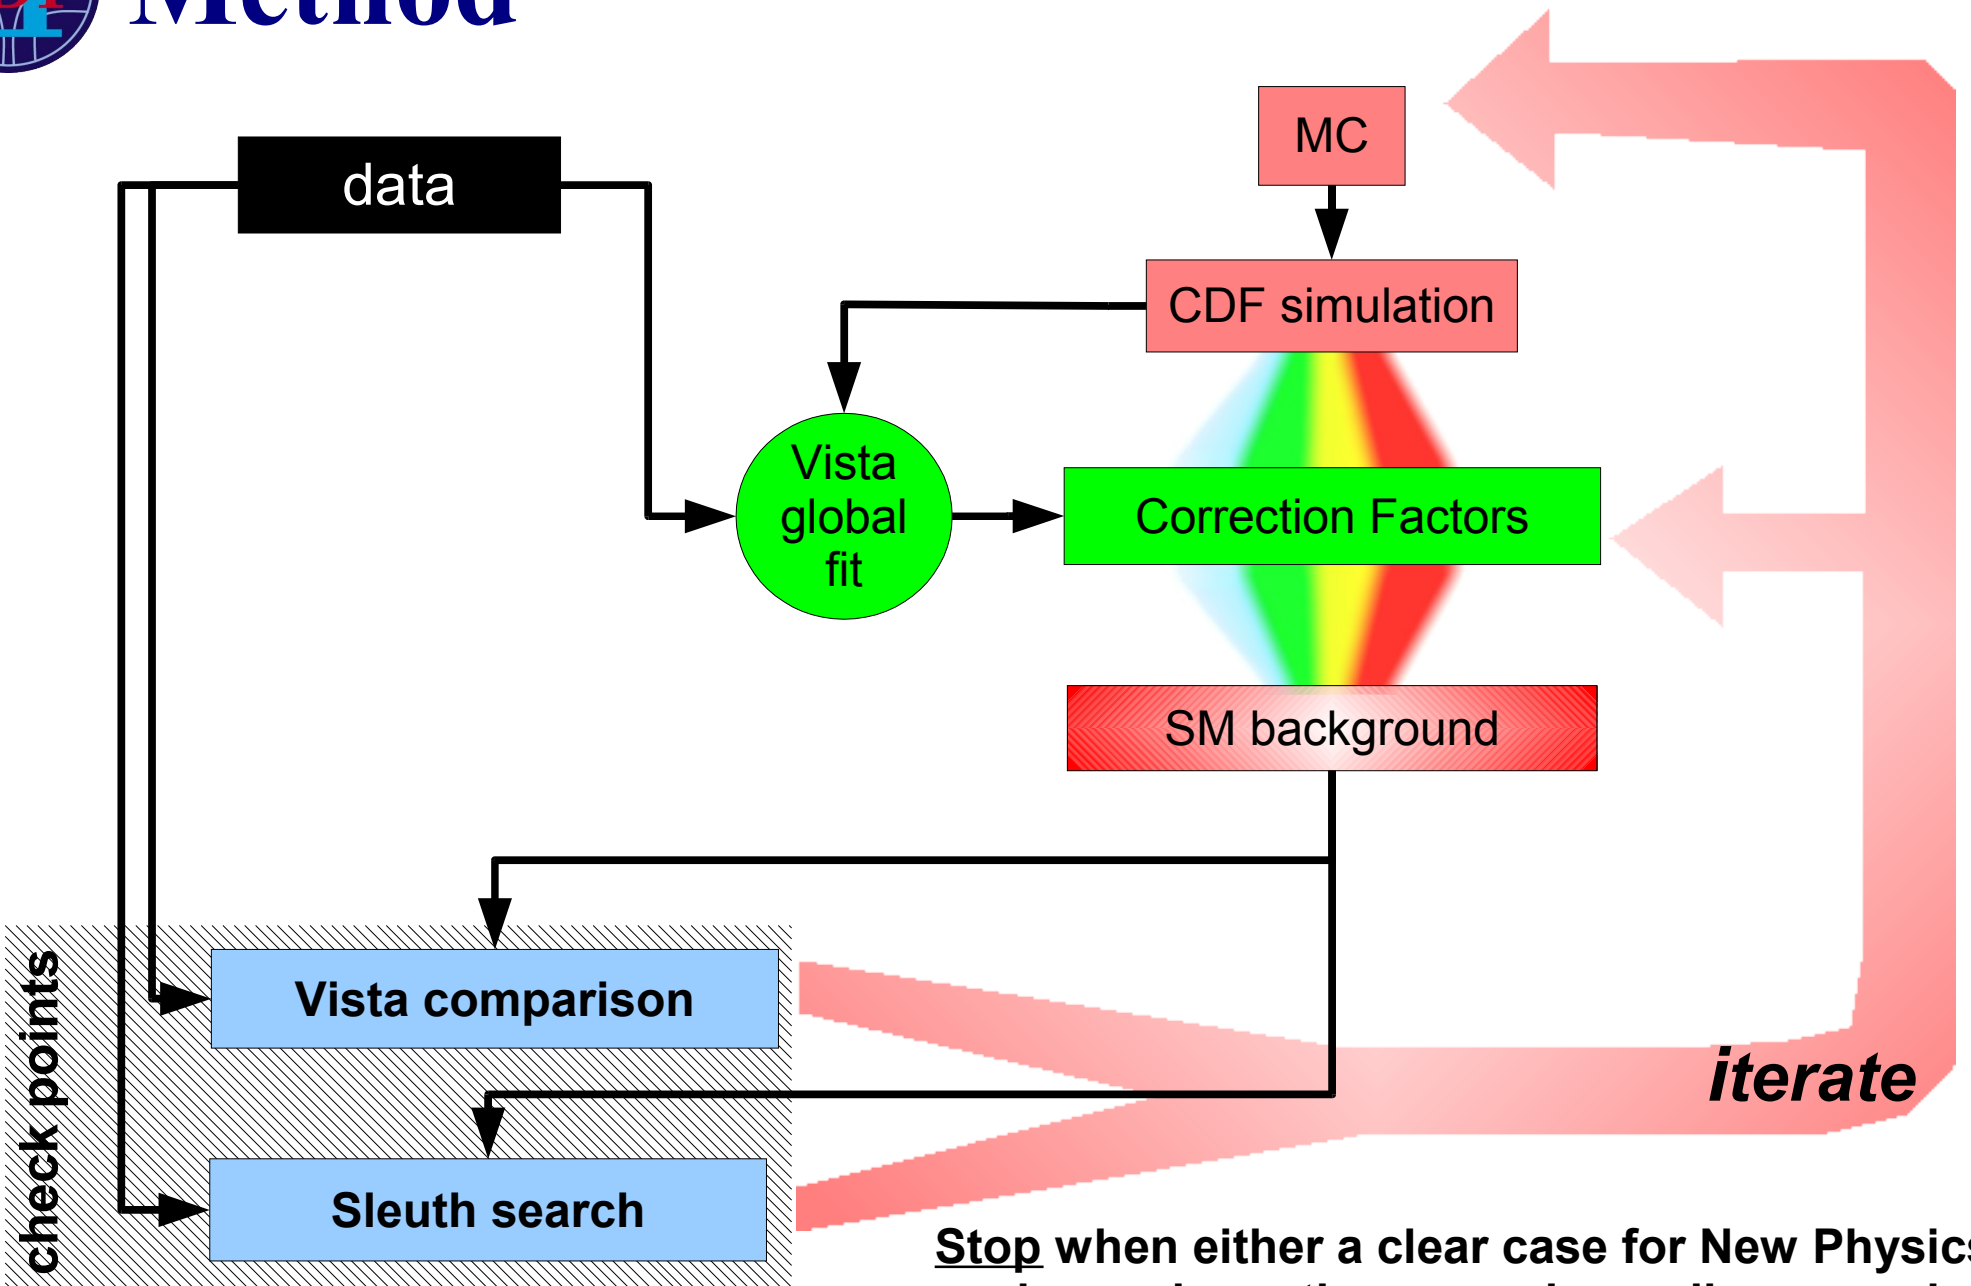 Method
data
MC
CDF simulation
Vista
global
fit
Correction Factors
SM background
check points
Vista comparison
Sleuth search
iterate
Stop when either a clear case for New Physics